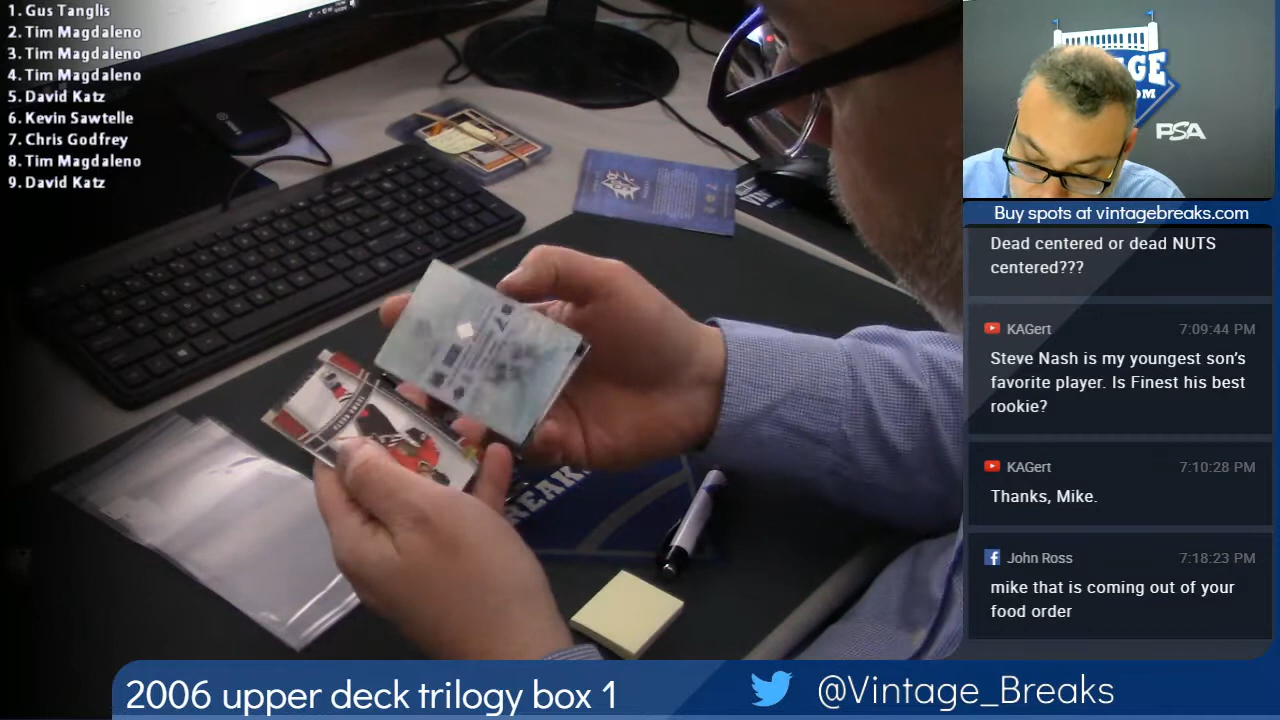 1. Gus Tanglis
2. Tim Magdaleno
3. Tim Magdaleno
4. Tim Magdaleno
5. David Katz
6. Kevin Sawtelle
7. Chris Godfrey
8. Tim Magdaleno
9. David Katz
PSA
Buy spots at vintagebreaks.com
Dead centered or dead NUTS
centered???
KAGert 7:09:44 PM
Steve Nash is my youngest son's
favorite player. Is Finest his best
rookie?
KAGert 7:10:28 PM
Thanks, Mike.
John Ross 7:18:23 PM
mike that is coming out of your
food order
2006 upper deck trilogy box 1
@Vintage_Breaks